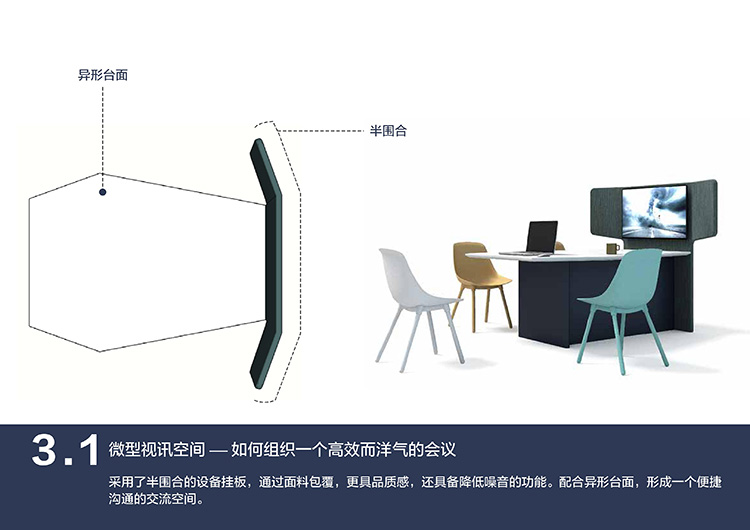 异形台面
半围合
3.1 微型视讯空间 — 如何组织一个高效而洋气的会议
采用了半围合的设备挂板，通过面料包覆，更具品质感，还具备降低噪音的功能。配合异形台面，形成一个便捷
沟通的交流空间。